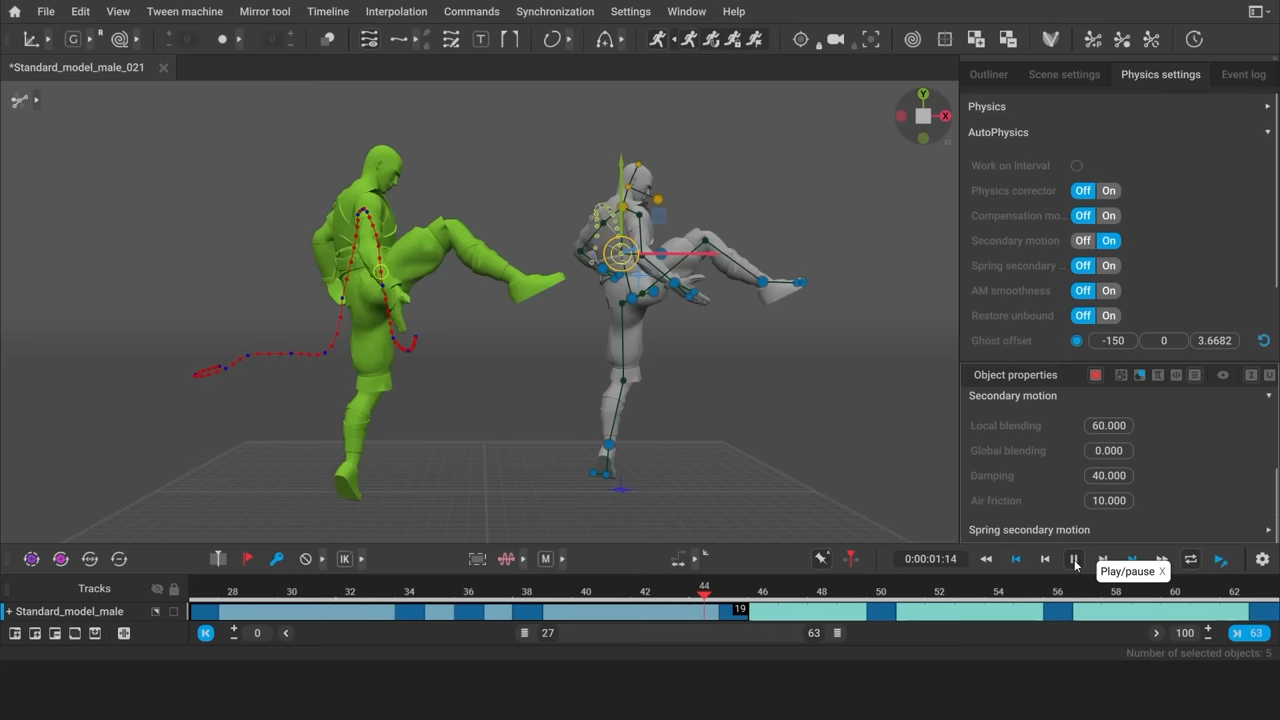 File Edit View Tween machine Mirror tool Timeline Interpolation Commands Synchronization Settings Window Help
*Standard_model_male_021
Outliner Scene settings Physics settings Event log
Physics
AutoPhysics
Work on interval
Physics corrector Off On
Compensation mo... Off On
Secondary motion Off On
Spring secondary ... Off On
AM smoothness Off On
Restore unbound Off On
Ghost offset -150 0 3.6682
Object properties
Secondary motion
Local blending 60.000
Global blending 0.000
Damping 40.000
Air friction 10.000
Spring secondary motion
Y
X
IK
M
0:00:01:14
Play/pause X
Tracks
28 30 32 34 36 38 40 42 44 46 48 50 52 54 56 58 60 62
+ Standard_model_male
19
0 27 63 100 63
Number of selected objects: 5